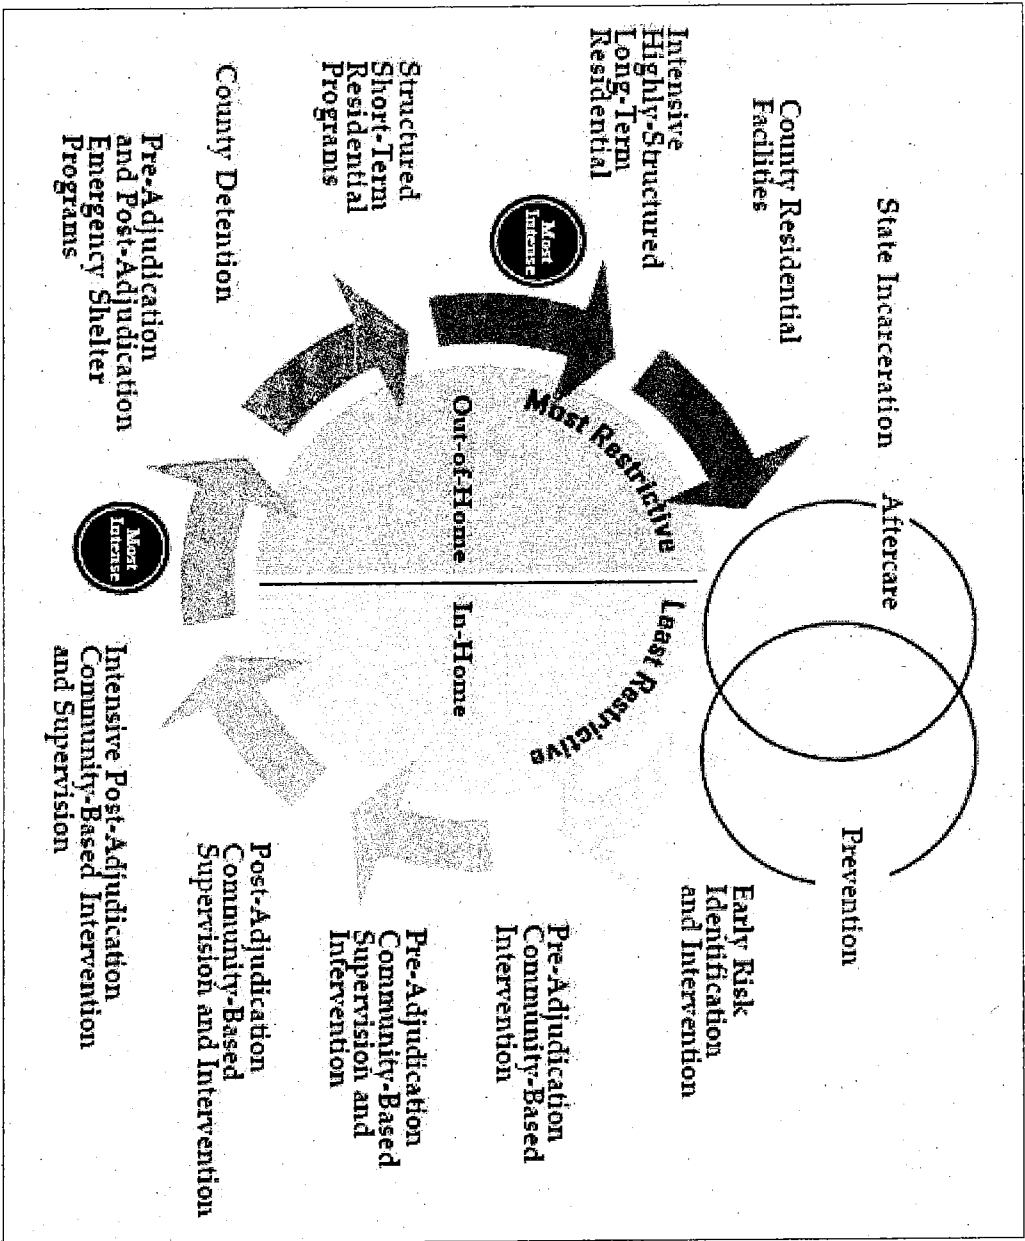 State Incarceration
Aftercare
Prevention
County Residential
Facilities
Early Risk
Identification
and Intervention
Most Restrictive
Least Restrictive
Intensive
Highly-Structured
Long-Term
Residential
Most
Intense
Pre-Adjudication
Community-Based
Intervention
Out-of-Home
In-Home
Structured
Short-Term
Residential
Programs
Pre-Adjudication
Community-Based
Supervision and
Intervention
County Detention
Post-Adjudication
Community-Based
Supervision and Intervention
Pre-Adjudication
and Post-Adjudication
Emergency Shelter
Programs
Most
Intense
Intensive Post-Adjudication
Community-Based Intervention
and Supervision